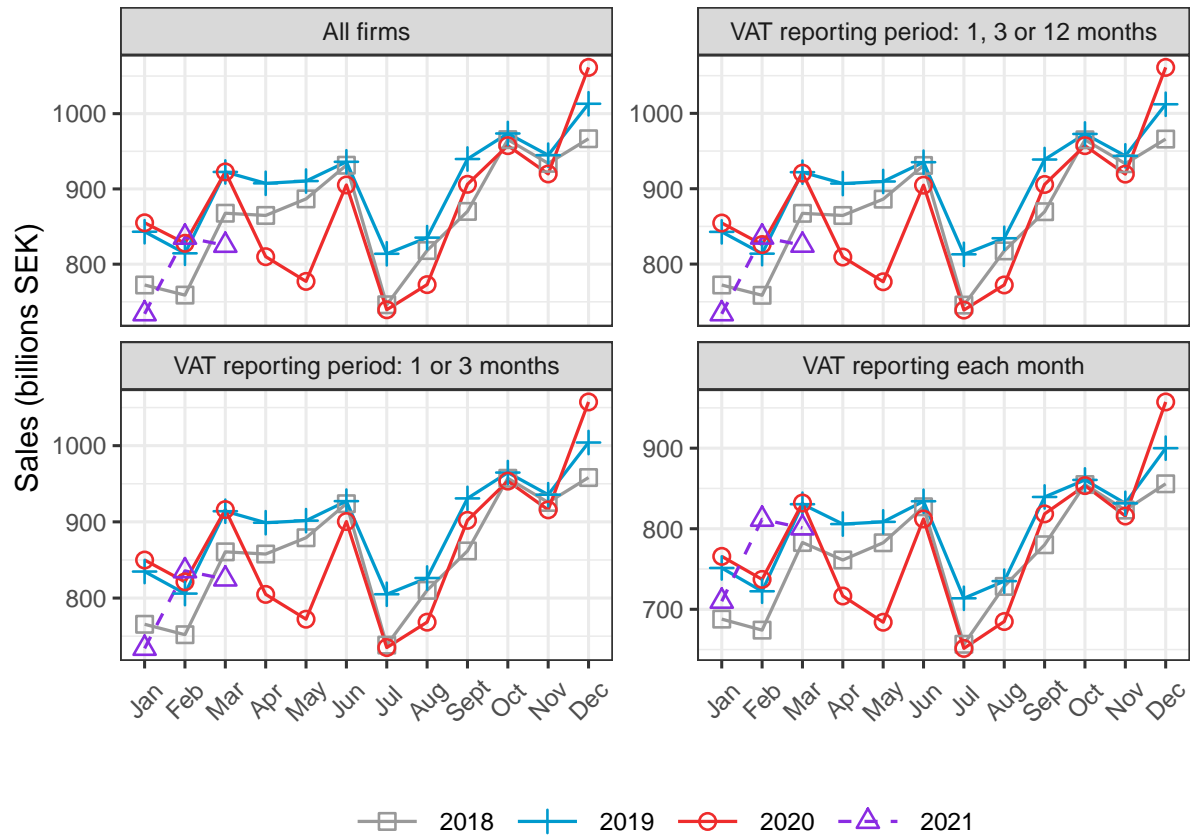 All firms
VAT reporting period: 1, 3 or 12 months
Sales (billions SEK)
1000
900
800
1000
900
800
VAT reporting period: 1 or 3 months
VAT reporting each month
1000
900
800
900
800
700
Jan Feb Mar Apr May Jun Jul Aug Sept Oct Nov Dec
Jan Feb Mar Apr May Jun Jul Aug Sept Oct Nov Dec
2018 2019 2020 2021